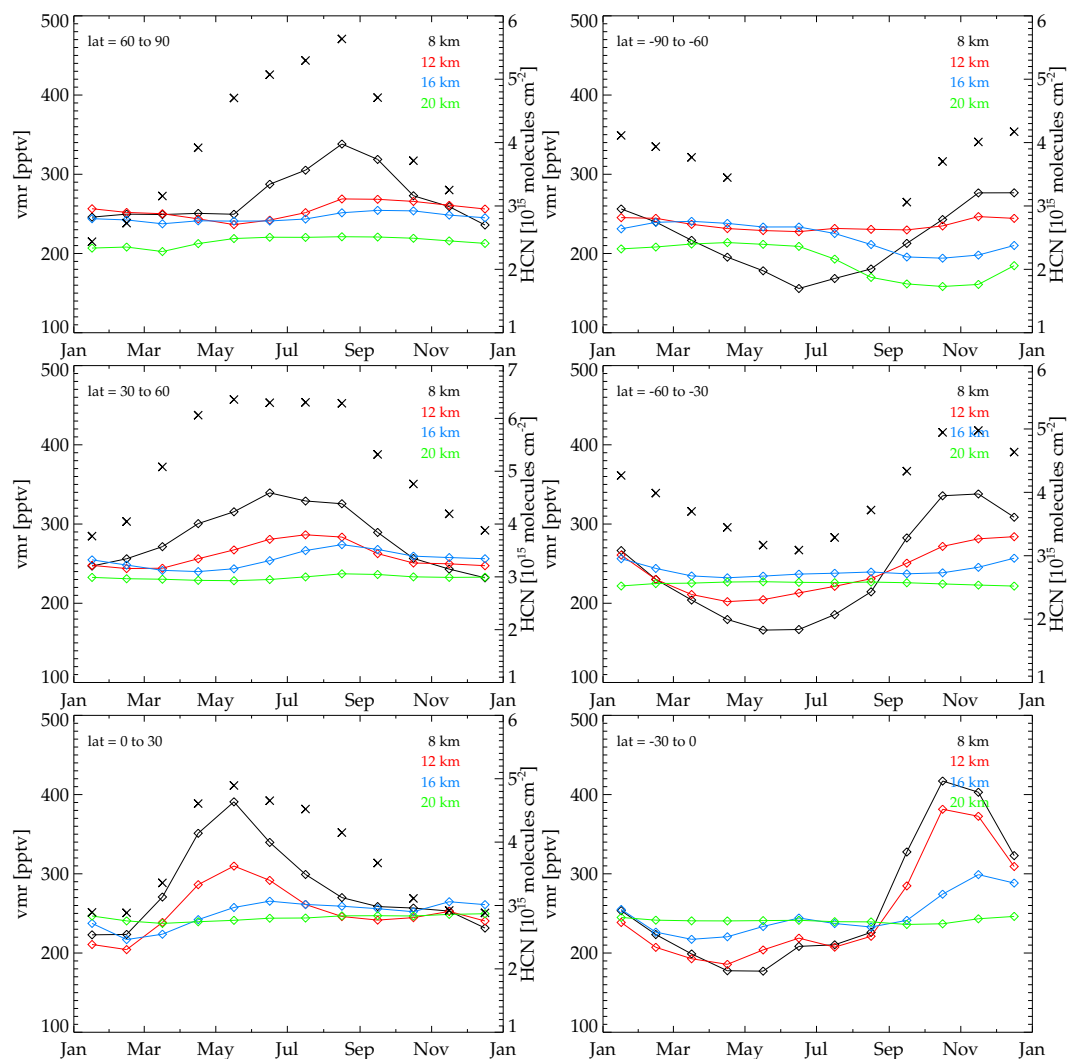 lat = 60 to 90
8 km
12 km
16 km
20 km
500
400
300
200
100
vmr [pptv]
6
5
4
3
2
1
HCN [10^15 molecules cm^-2]
Jan Mar May Jul Sep Nov Jan
lat = -90 to -60
8 km
12 km
16 km
20 km
500
400
300
200
100
vmr [pptv]
6
5
4
3
2
1
HCN [10^15 molecules cm^-2]
Jan Mar May Jul Sep Nov Jan
lat = 30 to 60
8 km
12 km
16 km
20 km
500
400
300
200
100
vmr [pptv]
7
6
5
4
3
2
1
HCN [10^15 molecules cm^-2]
Jan Mar May Jul Sep Nov Jan
lat = -60 to -30
8 km
12 km
16 km
20 km
500
400
300
200
100
vmr [pptv]
6
5
4
3
2
1
HCN [10^15 molecules cm^-2]
Jan Mar May Jul Sep Nov Jan
lat = 0 to 30
8 km
12 km
16 km
20 km
500
400
300
200
100
vmr [pptv]
6
5
4
3
2
1
HCN [10^15 molecules cm^-2]
Jan Mar May Jul Sep Nov Jan
lat = -30 to 0
8 km
12 km
16 km
20 km
500
400
300
200
100
vmr [pptv]
Jan Mar May Jul Sep Nov Jan